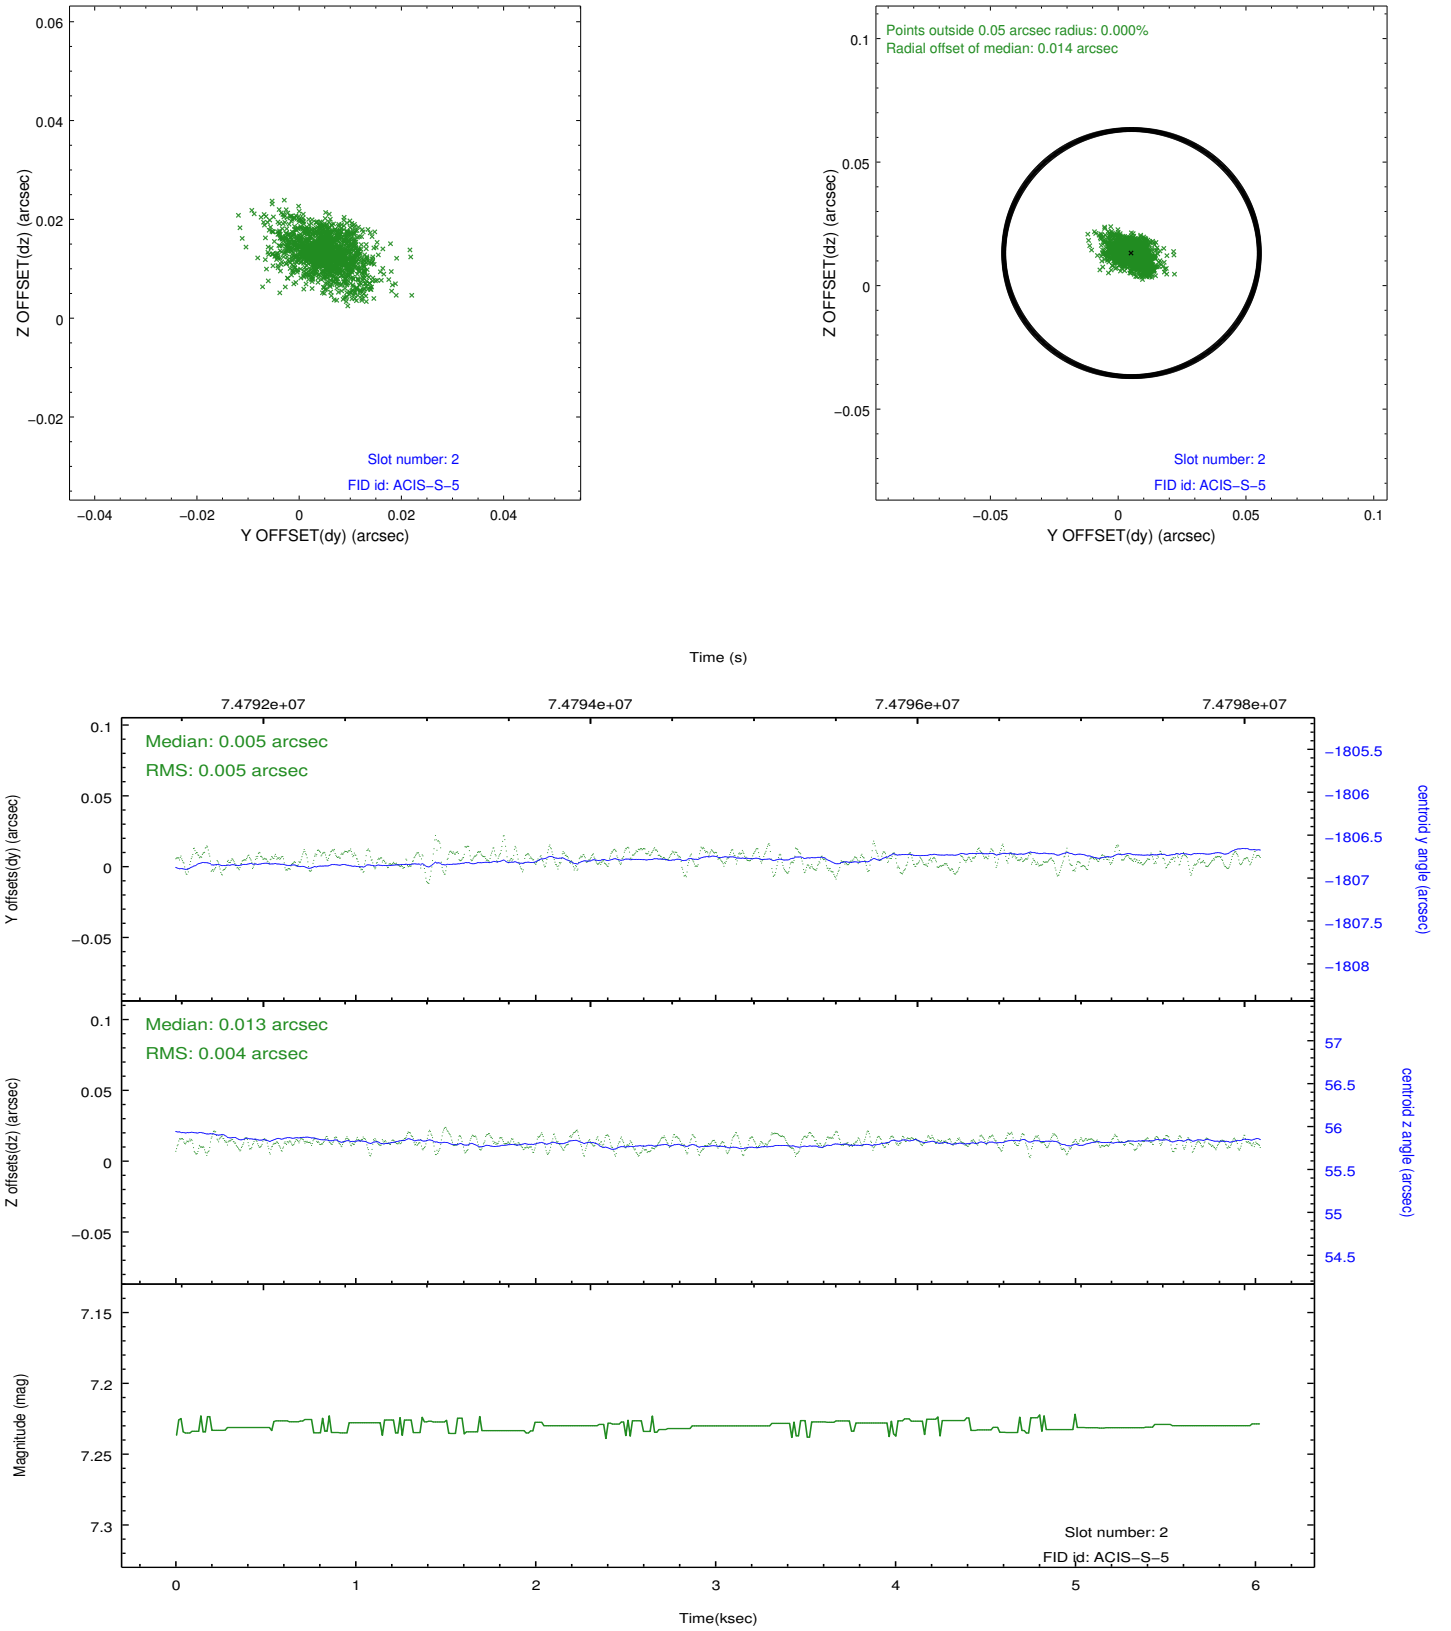 0.06
0.04
0.02
0
−0.02
Z OFFSET(dz) (arcsec)
Slot number: 2
FID id: ACIS−S−5
−0.04 −0.02 0 0.02 0.04
Y OFFSET(dy) (arcsec)
Points outside 0.05 arcsec radius: 0.000%
Radial offset of median: 0.014 arcsec
0.1
0.05
0
−0.05
Z OFFSET(dz) (arcsec)
Slot number: 2
FID id: ACIS−S−5
−0.05 0 0.05 0.1
Y OFFSET(dy) (arcsec)
Time (s)
7.4792e+07 7.4794e+07 7.4796e+07 7.4798e+07
Median: 0.005 arcsec
RMS: 0.005 arcsec
0.1
0.05
0
−0.05
Y offsets(dy) (arcsec)
−1805.5
−1806
−1806.5
−1807
−1807.5
−1808
centroid y angle (arcsec)
Median: 0.013 arcsec
RMS: 0.004 arcsec
0.1
0.05
0
−0.05
Z offsets(dz) (arcsec)
57
56.5
56
55.5
55
54.5
centroid z angle (arcsec)
7.15
7.2
7.25
7.3
Magnitude (mag)
Slot number: 2
FID id: ACIS−S−5
0 1 2 3 4 5 6
Time(ksec)